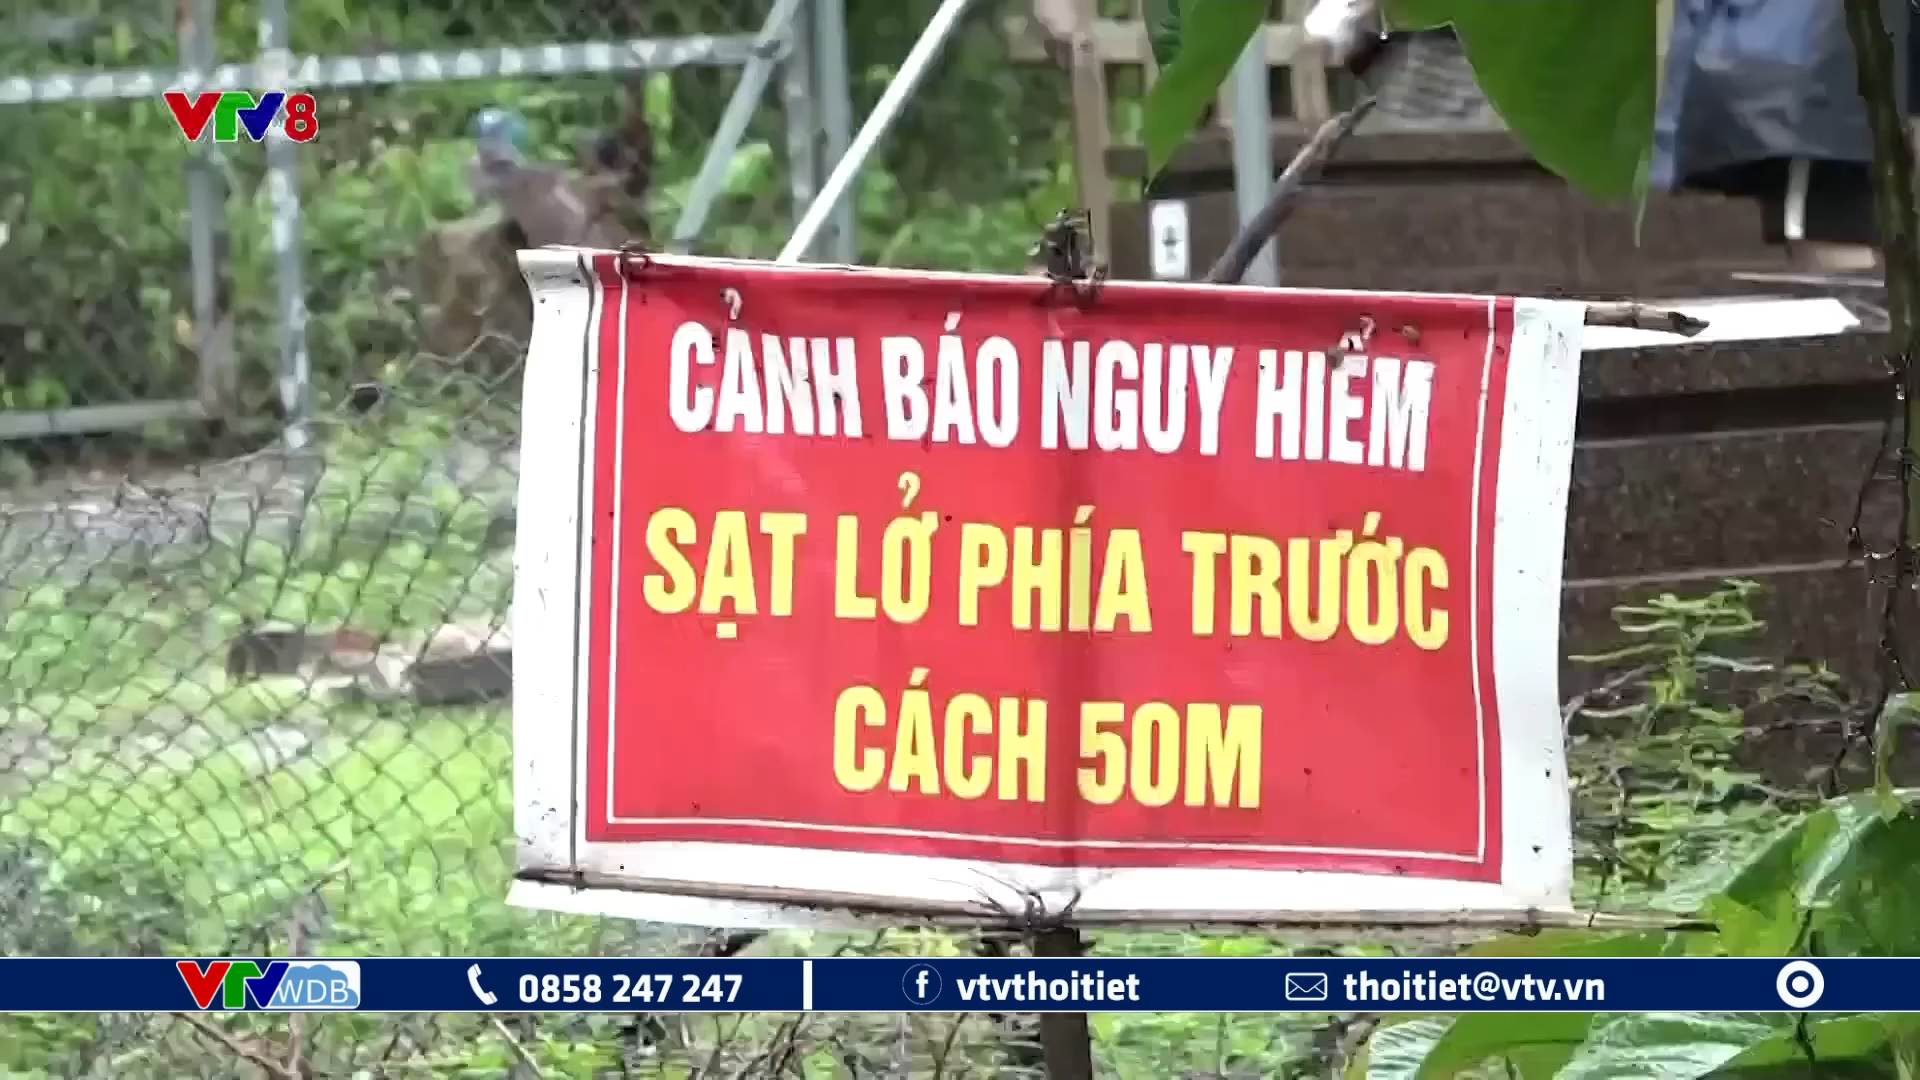 VTV8
CẢNH BÁO NGUY HIỂM
SẠT LỞ PHÍA TRƯỚC
CÁCH 50M
VTV WDB 0858 247 247 vtvthoitiet thoitiet@vtv.vn